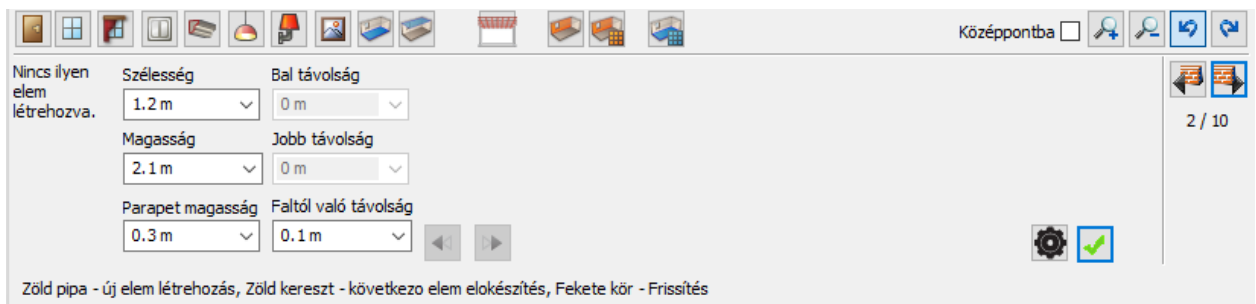 Középpontba
Nincs ilyen
elem
létrehozva.
Szélesség
Bal távolság
1.2 m
0 m
2 / 10
Magasság
Jobb távolság
2.1 m
0 m
Parapet magasság
Faltól való távolság
0.3 m
0.1 m
Zöld pipa - új elem létrehozás, Zöld kereszt - következo elem elokészítés, Fekete kör - Frissítés